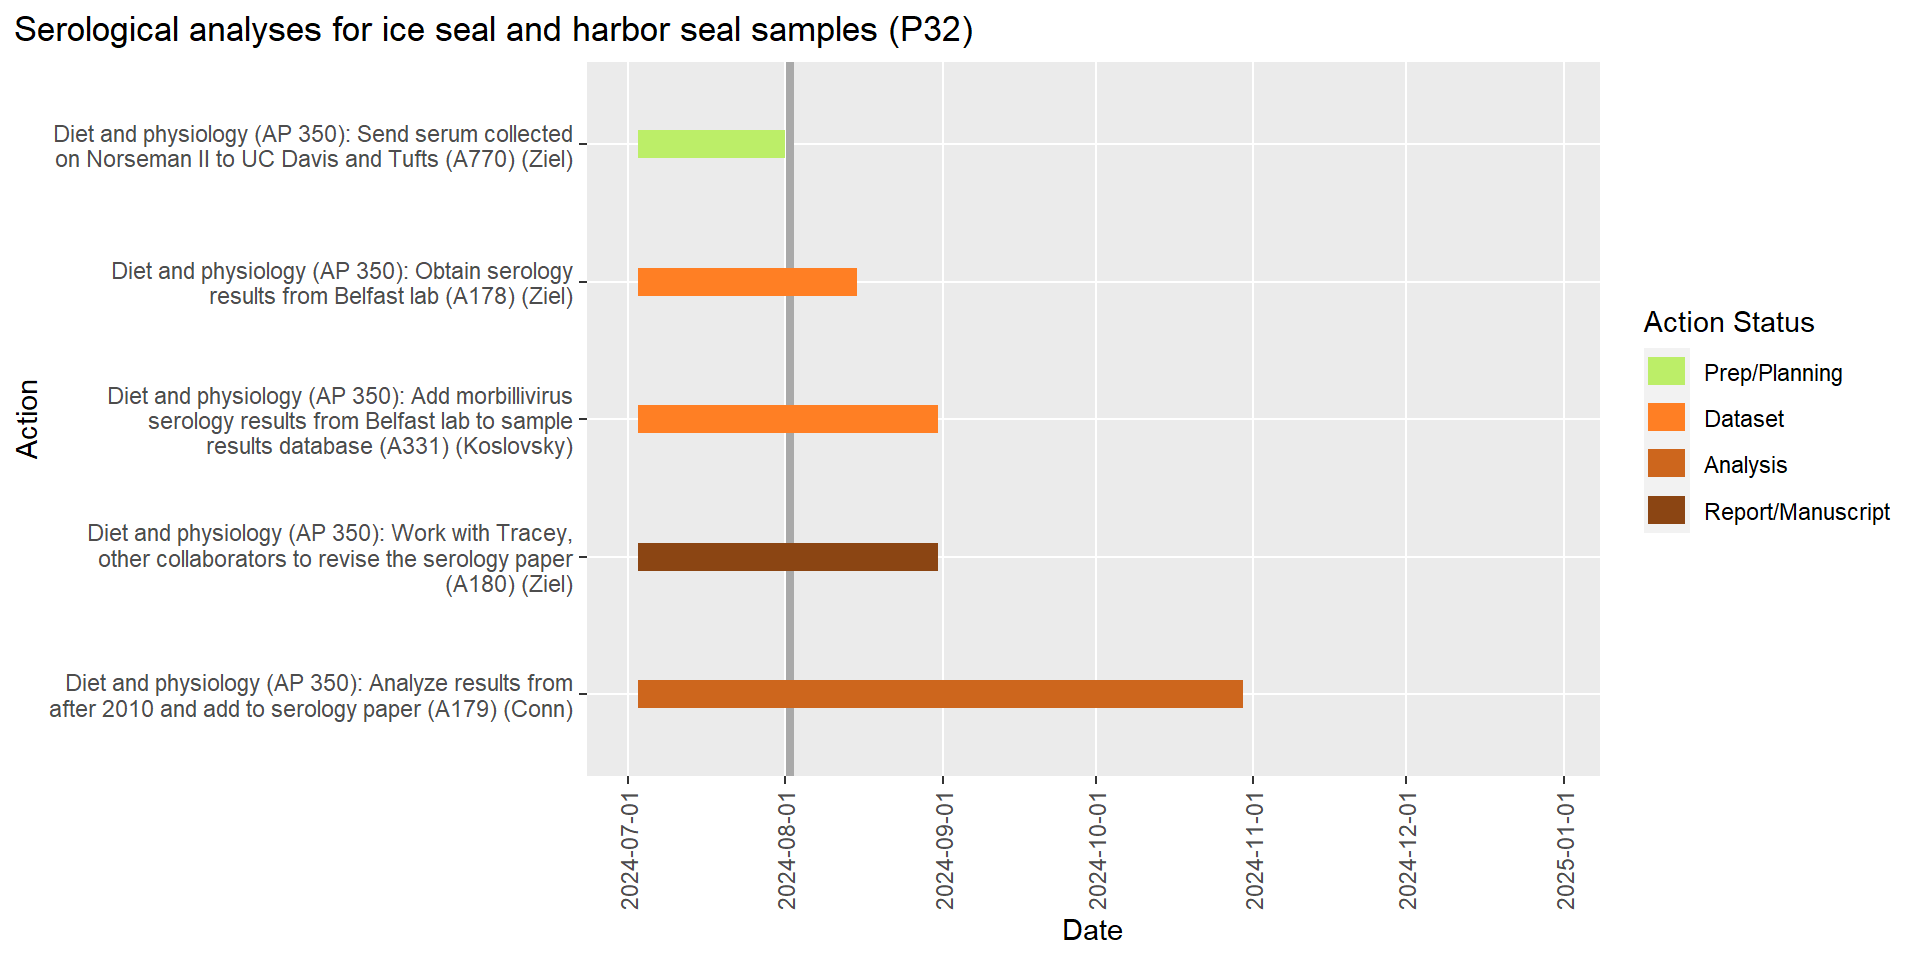 Serological analyses for ice seal and harbor seal samples (P32)
Diet and physiology (AP 350): Send serum collected
on Norseman II to UC Davis and Tufts (A770) (Ziel)
Diet and physiology (AP 350): Obtain serology
results from Belfast lab (A178) (Ziel)
Diet and physiology (AP 350): Add morbillivirus
serology results from Belfast lab to sample
results database (A331) (Koslovsky)
Diet and physiology (AP 350): Work with Tracey,
other collaborators to revise the serology paper
(A180) (Ziel)
Diet and physiology (AP 350): Analyze results from
after 2010 and add to serology paper (A179) (Conn)
Action
2024-07-01
2024-08-01
2024-09-01
2024-10-01
2024-11-01
2024-12-01
2025-01-01
Date
Action Status
Prep/Planning
Dataset
Analysis
Report/Manuscript